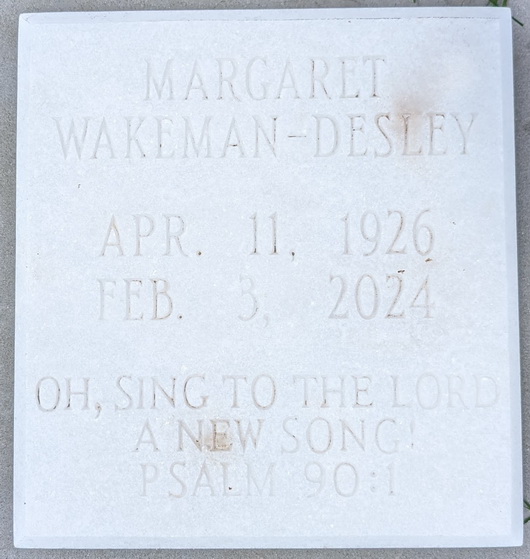 MARGARET
WAKEMAN-DESLEY
APR. 11, 1926
FEB. 3, 2024
OH, SING TO THE LORD
A NEW SONG!
PSALM 90:1